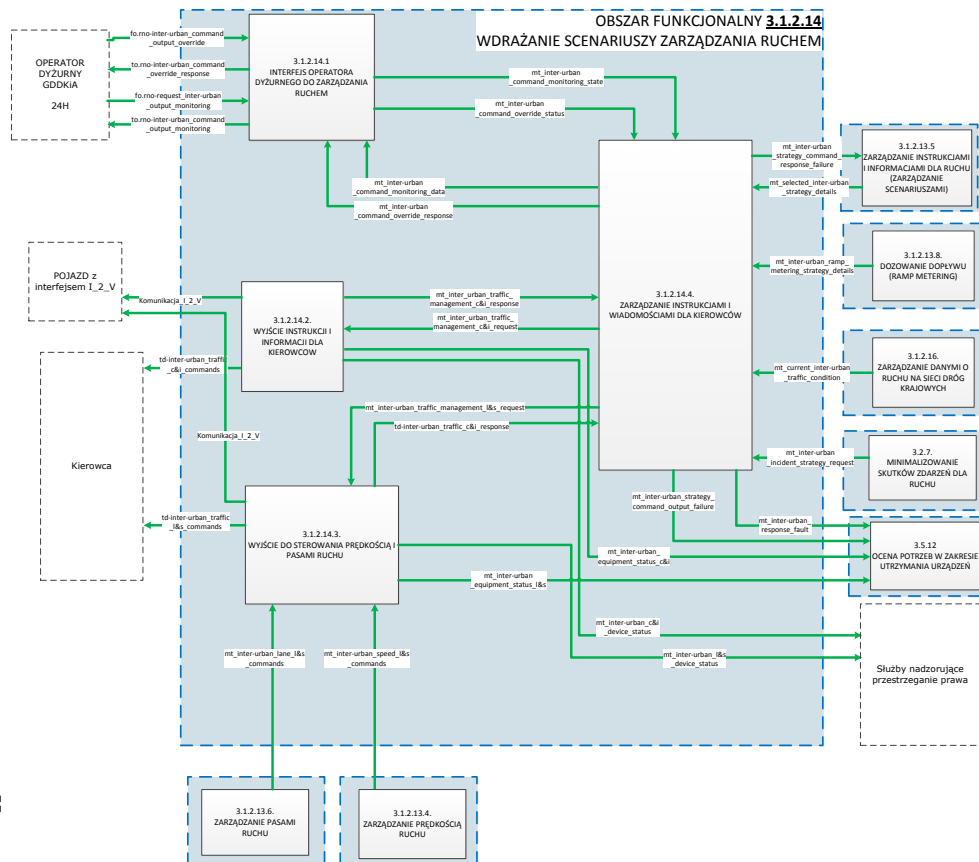 OBSZAR FUNKCJONALNY 3.1.2.14
WDRAŻANIE SCENARIUSZY ZARZĄDZANIA RUCHEM
OPERATOR
DYŻURNY
GDDKiA
24H
fo.rno-inter-urban_command
_output_override
to.rno-inter-urban_command
_override_response
fo.rno-request_inter-urban
_output_monitoring
to.rno-inter-urban_command
_output_monitoring
3.1.2.14.1
INTERFEJS OPERATORA
DYŻURNEGO DO ZARZĄDZANIA
RUCHEM
mt_inter-urban
_command_monitoring_state
mt_inter-urban
_command_override_status
mt_inter-urban
_command_monitoring_data
mt_inter-urban
_command_override_response
mt_inter-urban
_strategy_command_
response_failure
mt_selected_inter-urban
_strategy_details
3.1.2.13.5
ZARZĄDZANIE INSTRUKCJAMI
I INFORMACJAMI DLA RUCHU
(ZARZĄDZANIE
SCENARIUSZAMI)
mt_inter-urban_ramp_
metering_strategy_details
3.1.2.13.8.
DOZOWANIE DOPŁYWU
(RAMP METERING)
POJAZD z
interfejsem I_2_V
Komunikacja_I_2_V
3.1.2.14.2.
WYJŚCIE INSTRUKCJI I
INFORMACJI DLA
KIEROWCOW
mt_inter_urban_traffic_
management_c&i_response
mt_inter_urban_traffic_
management_c&i_request
3.1.2.14.4.
ZARZĄDZANIE INSTRUKCJAMI I
WIADOMOŚCIAMI DLA KIEROWCÓW
mt_current_inter-urban
_traffic_condition
3.1.2.16.
ZARZĄDZANIE DANYMI O
RUCHU NA SIECI DRÓG
KRAJOWYCH
td-inter-urban_traffic
c&i_commands
mt_inter-urban_traffic_management_l&s_request
td-inter-urban_traffic_c&i_response
Komunikacja_I_2_V
Kierowca
mt_inter-urban
_incident_strategy_request
3.2.7.
MINIMALIZOWANIE
SKUTKÓW ZDARZEŃ DLA
RUCHU
td-inter-urban_traffic
_l&s_commands
3.1.2.14.3.
WYJŚCIE DO STEROWANIA PRĘDKOŚCIĄ I
PASAMI RUCHU
mt_inter-urban_strategy_
command_output_failure
mt_inter-urban_
response_fault
mt_inter-urban_
equipment_status_c&i
mt_inter-urban
_equipment_status_l&s
3.5.12
OCENA POTRZEB W ZAKRESIE
UTRZYMANIA URZĄDZEŃ
mt_inter-urban_c&i
_device_status
mt_inter-urban_l&s
_device_status
Służby nadzorujące
przestrzeganie prawa
mt_inter-urban_lane_l&s
_commands
mt_inter-urban_speed_l&s
_commands
3.1.2.13.6.
ZARZĄDZANIE PASAMI
RUCHU
3.1.2.13.4.
ZARZĄDZANIE PRĘDKOŚCIĄ
RUCHU